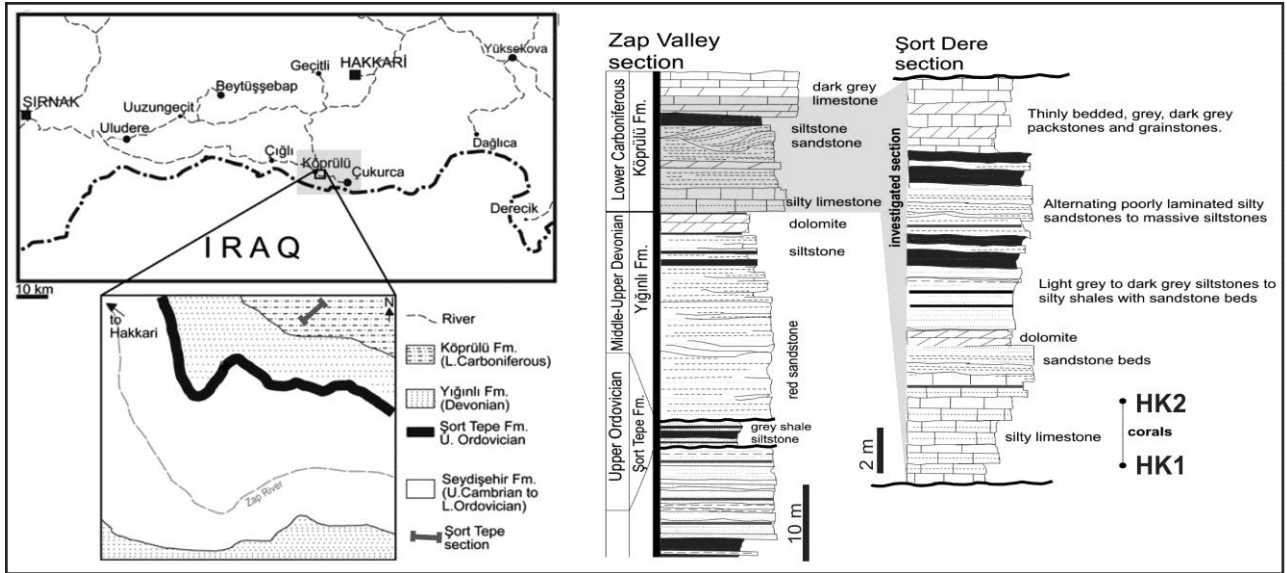 Yüksekova
Geçitli
HAKKARİ
Beytüşşebap
ŞIRNAK
Uuzungeçit
Uludere
Dağlıca
Çığlı
Köprülü
Çukurca
Derecik
IRAQ
10 km
to
Hakkari
N
Zap River
River
Köprülü Fm.
(L.Carboniferous)
Yığınlı Fm.
(Devonian)
Şort Tepe Fm.
U. Ordovician
Seydişehir Fm.
(U.Cambrian to
L.Ordovician)
Şort Tepe
section
Zap Valley
section
Lower Carboniferous
Köprülü Fm.
Middle-Upper Devonian
Yığınlı Fm.
Upper Ordovician
Şort Tepe Fm.
dark grey
limestone
siltstone
sandstone
silty limestone
dolomite
siltstone
red sandstone
grey shale
siltstone
10 m
Şort Dere
section
investigated section
Thinly bedded, grey, dark grey
packstones and grainstones.
Alternating poorly laminated silty
sandstones to massive siltstones
Light grey to dark grey siltstones to
silty shales with sandstone beds
dolomite
sandstone beds
HK2
corals
silty limestone
HK1
2 m